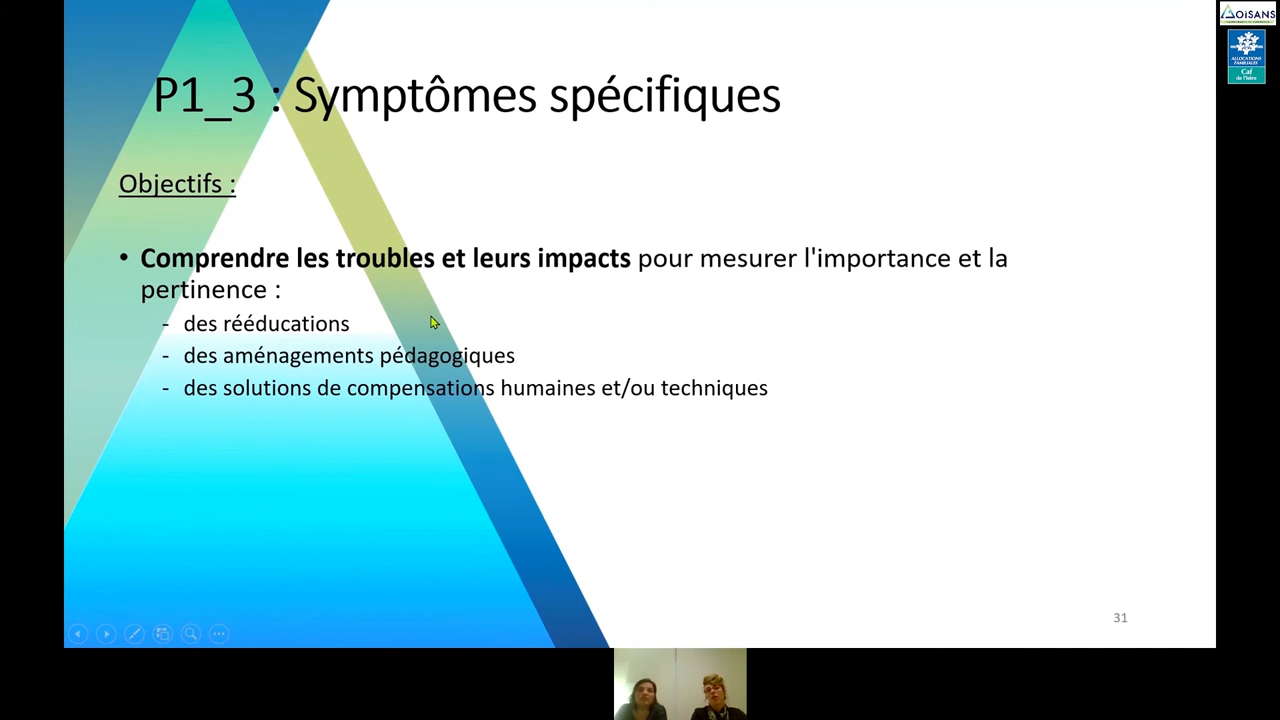 P1_3 : Symptômes spécifiques
Objectifs :
• Comprendre les troubles et leurs impacts pour mesurer l'importance et la
pertinence :
- des rééducations
- des aménagements pédagogiques
- des solutions de compensations humaines et/ou techniques
31
OISANS
ALLOCATIONS
FAMILIALES
Caf
de l'Isère